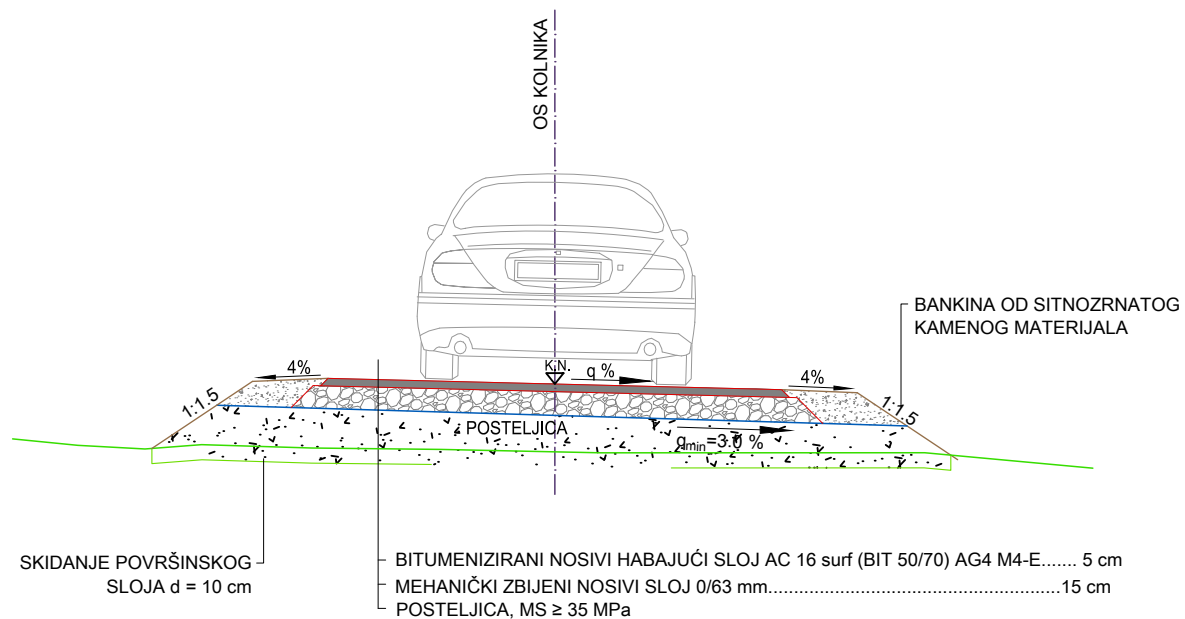 OS KOLNIKA
BANKINA OD SITNOZRNATOG
KAMENOG MATERIJALA
4%
K.N.
q %
4%
1:1.5
1:1.5
POSTELJICA
qmin=3.0 %
SKIDANJE POVRŠINSKOG
SLOJA d = 10 cm
BITUMENIZIRANI NOSIVI HABAJUĆI SLOJ AC 16 surf (BIT 50/70) AG4 M4-E....... 5 cm
MEHANIČKI ZBIJENI NOSIVI SLOJ 0/63 mm......................................................15 cm
POSTELJICA, MS ≥ 35 MPa